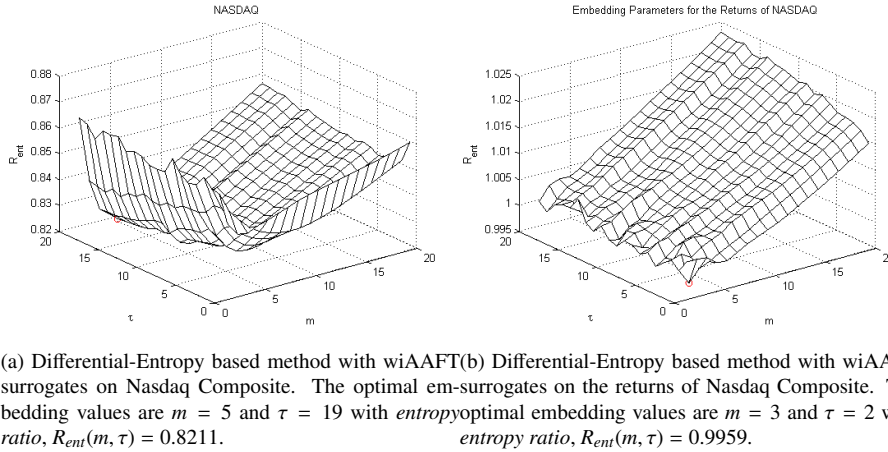 NASDAQ
0.88
0.87
0.86
0.85
0.84
0.83
0.82
R_ent
20
15
10
5
0
τ
0
5
10
15
20
m
Embedding Parameters for the Returns of NASDAQ
1.025
1.02
1.015
1.01
1.005
1
0.995
R_ent
20
15
10
5
0
τ
0
5
10
15
2
m
(a) Differential-Entropy based method with wiAAFT
surrogates on Nasdaq Composite. The optimal em-
bedding values are m = 5 and τ = 19 with entropy
ratio, R_ent(m, τ) = 0.8211.
(b) Differential-Entropy based method with wiAA
surrogates on the returns of Nasdaq Composite.
optimal embedding values are m = 3 and τ = 2
entropy ratio, R_ent(m, τ) = 0.9959.